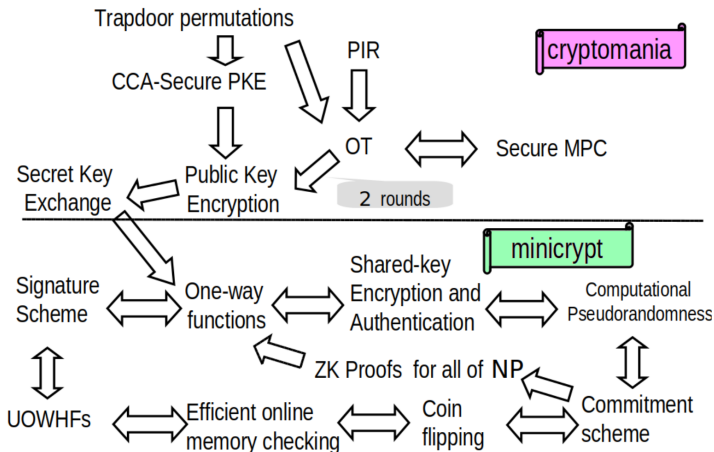 Trapdoor permutations
PIR
cryptomania
CCA-Secure PKE
OT
Secure MPC
Secret Key
Exchange
Public Key
Encryption
2 rounds
minicrypt
Signature
Scheme
One-way
functions
Shared-key
Encryption and
Authentication
Computational
Pseudorandomness
ZK Proofs for all of NP
UOWHFs
Efficient online
memory checking
Coin
flipping
Commitment
scheme